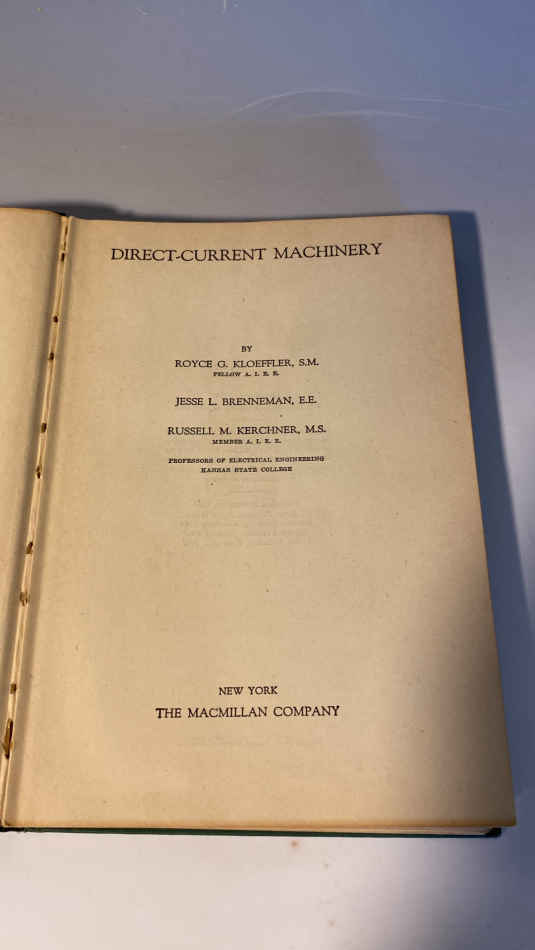 DIRECT-CURRENT MACHINERY
BY
ROYCE G. KLOEFFLER, S.M.
FELLOW A. I. E. E.
JESSE L. BRENNEMAN, E.E.
RUSSELL M. KERCHNER, M.S.
MEMBER A. I. E. E.
PROFESSORS OF ELECTRICAL ENGINEERING
KANSAS STATE COLLEGE
NEW YORK
THE MACMILLAN COMPANY